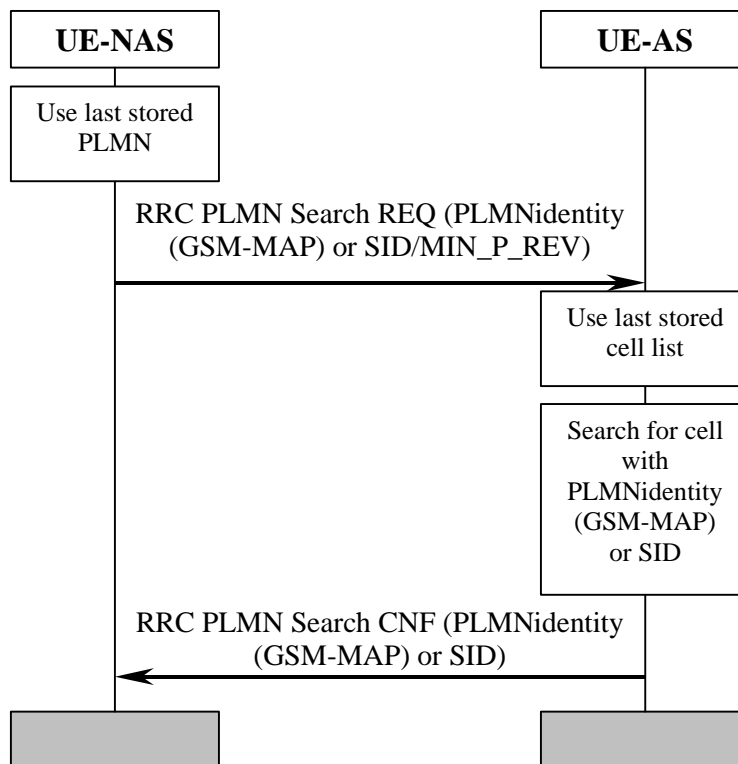 UE-NAS
UE-AS
Use last stored
PLMN
RRC PLMN Search REQ (PLMNidentity
(GSM-MAP) or SID/MIN_P_REV)
Use last stored
cell list
Search for cell
with
PLMNidentity
(GSM-MAP)
or SID
RRC PLMN Search CNF (PLMNidentity
(GSM-MAP) or SID)